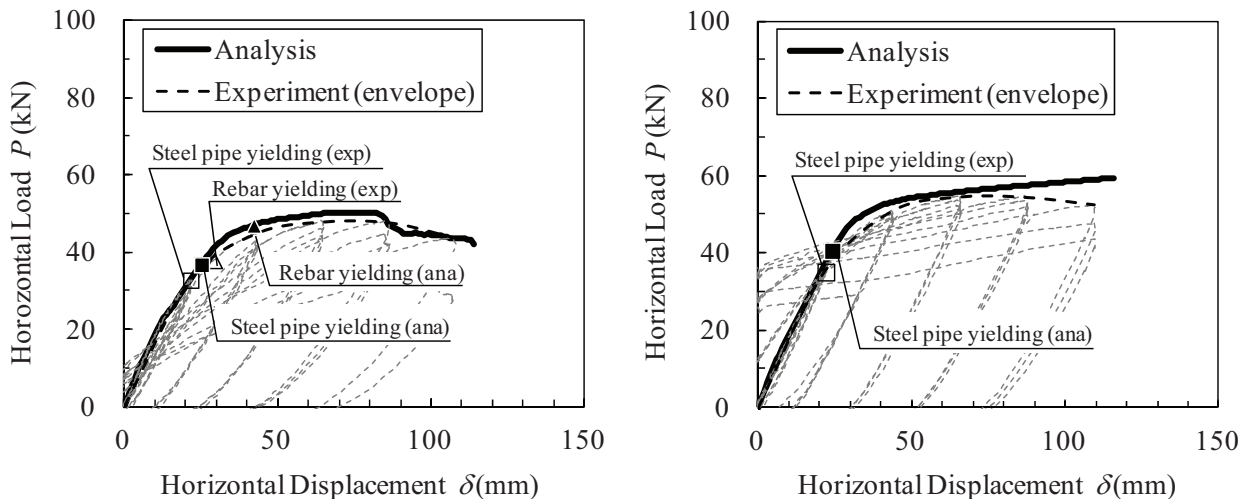 100
80
60
40
20
0
Horozontal Load P (kN)
Analysis
Experiment (envelope)
Steel pipe yielding (exp)
Rebar yielding (exp)
Rebar yielding (ana)
Steel pipe yielding (ana)
0 50 100 150
Horizontal Displacement δ(mm)
100
80
60
40
20
0
Horizontal Load P (kN)
Analysis
Experiment (envelope)
Steel pipe yielding (exp)
Steel pipe yielding (ana)
0 50 100 150
Horizontal Displacement δ(mm)